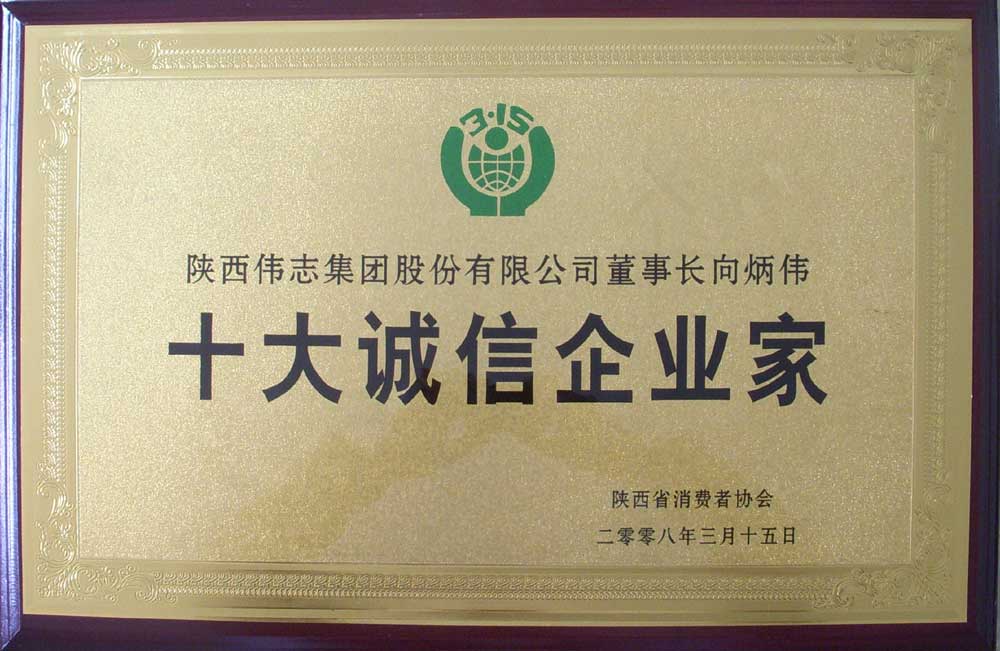 3·15
陕西伟志集团股份有限公司董事长向炳伟
十大诚信企业家
陕西省消费者协会
二零零八年三月十五日